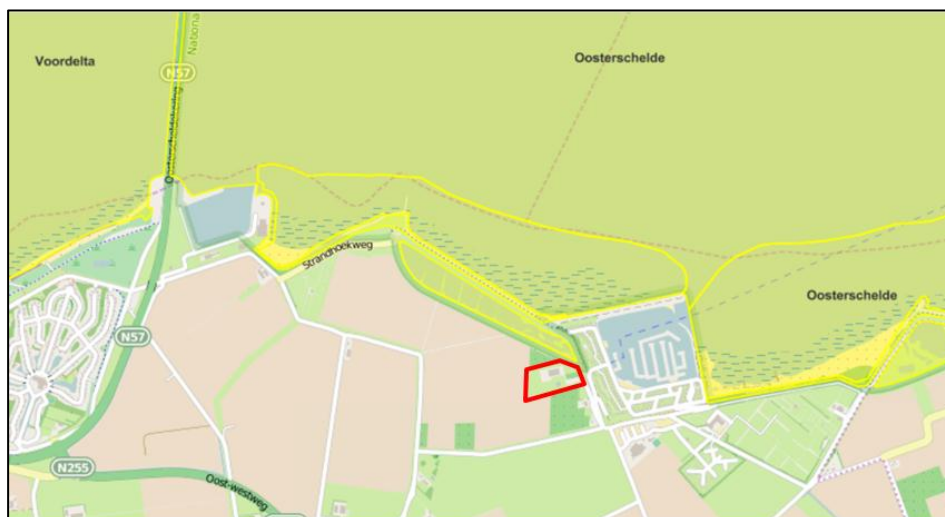 Voordelta
Oosterschelde
N57
Strandhoekweg
Oosterschelde
N57
N255
Oost-westweg